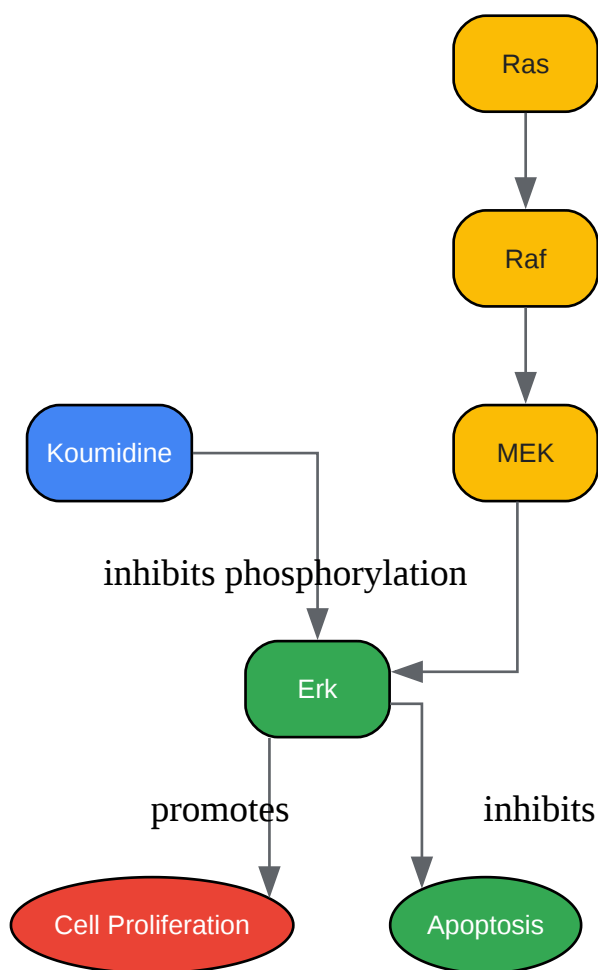 Ras
Raf
Koumidine
MEK
inhibits phosphorylation
Erk
promotes
inhibits
Cell Proliferation
Apoptosis